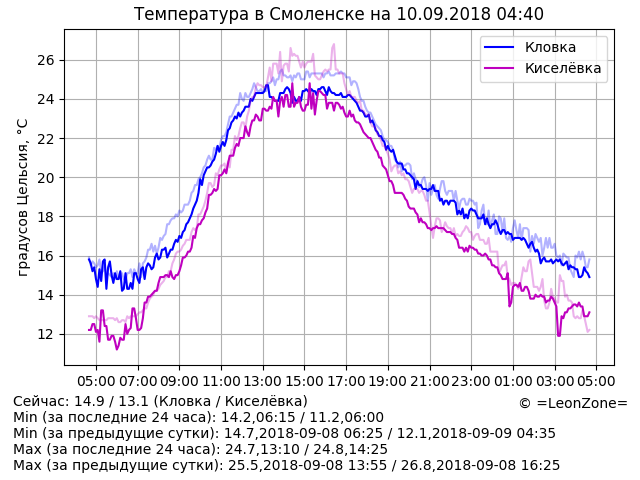 Температура в Смоленске на 10.09.2018 04:40
Кловка
Киселёвка
градусов Цельсия, °C
26
24
22
20
18
16
14
12
05:00 07:00 09:00 11:00 13:00 15:00 17:00 19:00 21:00 23:00 01:00 03:00 05:00
Сейчас: 14.9 / 13.1 (Кловка / Киселёвка)
© =LeonZone=
Min (за последние 24 часа): 14.2,06:15 / 11.2,06:00
Min (за предыдущие сутки): 14.7,2018-09-08 06:25 / 12.1,2018-09-09 04:35
Max (за последние 24 часа): 24.7,13:10 / 24.8,14:25
Max (за предыдущие сутки): 25.5,2018-09-08 13:55 / 26.8,2018-09-08 16:25